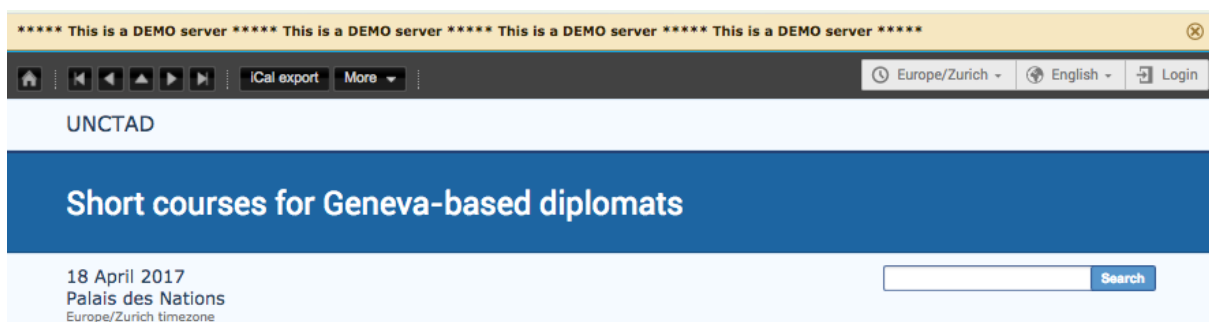 ***** This is a DEMO server ***** This is a DEMO server ***** This is a DEMO server ***** This is a DEMO server *****
iCal export More Europe/Zurich English Login
UNCTAD
Short courses for Geneva-based diplomats
18 April 2017
Search
Palais des Nations
Europe/Zurich timezone